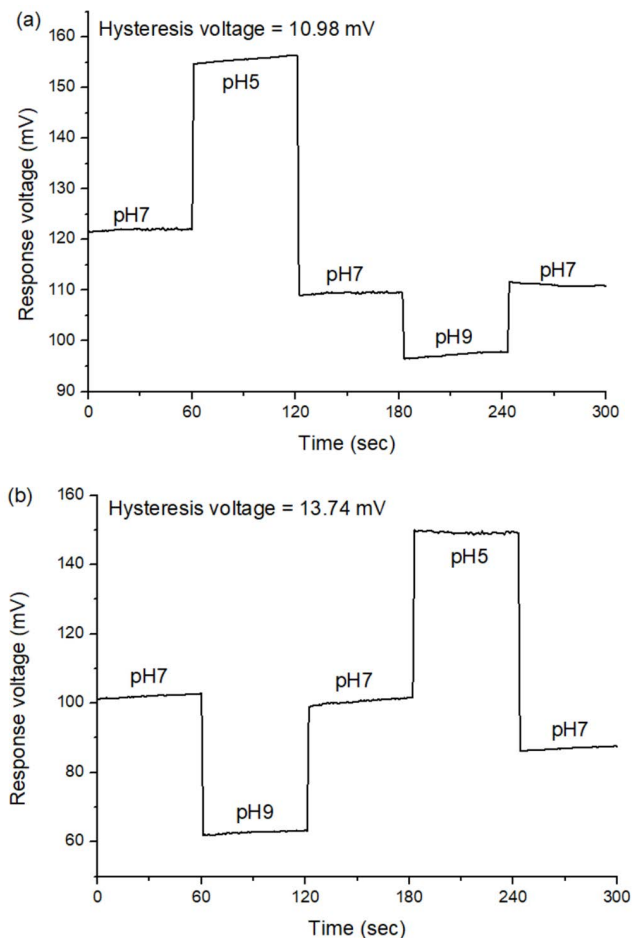 (a)
Hysteresis voltage = 10.98 mV
160
150
140
130
120
110
100
90
Response voltage (mV)
pH7
pH5
pH7
pH9
pH7
0 60 120 180 240 300
Time (sec)
(b)
Hysteresis voltage = 13.74 mV
160
140
120
100
80
60
Response voltage (mV)
pH7
pH9
pH7
pH5
pH7
0 60 120 180 240 300
Time (sec)